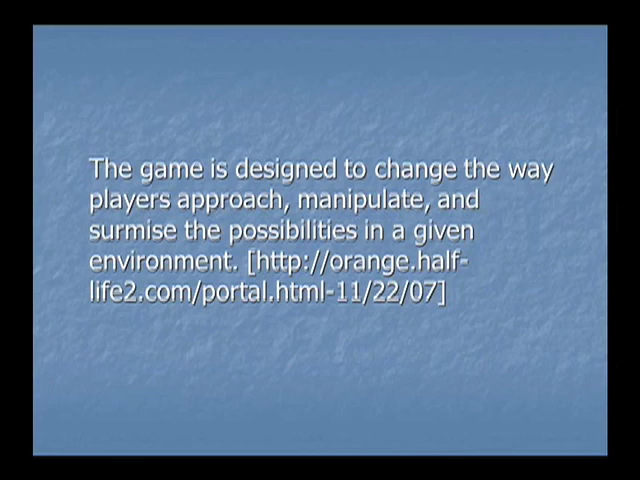 The game is designed to change the way
players approach, manipulate, and
surmise the possibilities in a given
environment. [http://orange.half-
life2.com/portal.html-11/22/07]